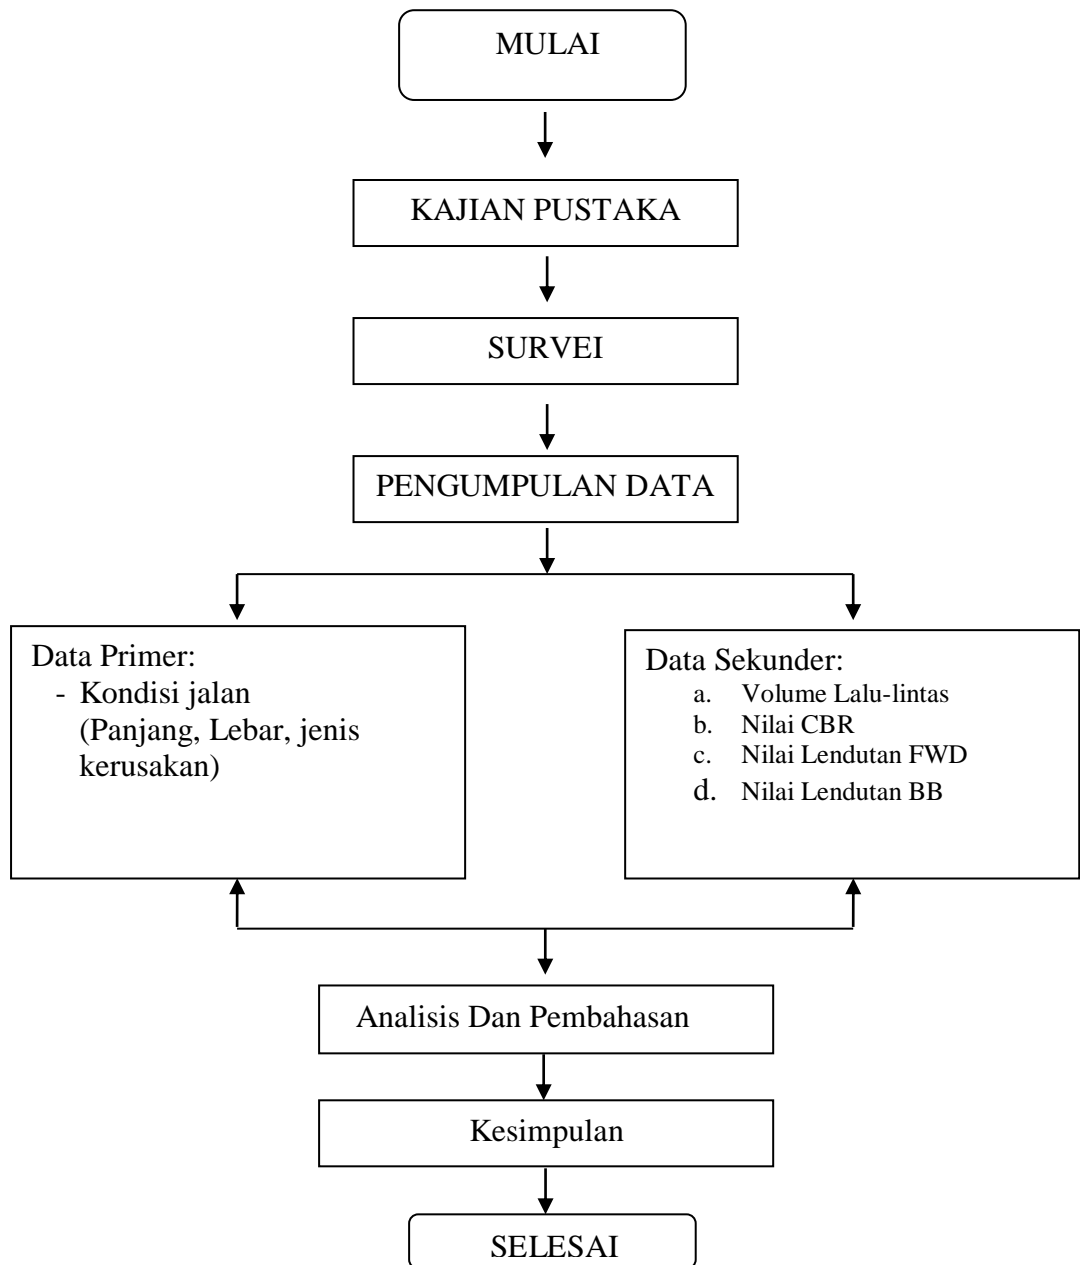 MULAI
KAJIAN PUSTAKA
SURVEI
PENGUMPULAN DATA
Data Primer:
- Kondisi jalan
(Panjang, Lebar, jenis
kerusakan)
Data Sekunder:
a. Volume Lalu-lintas
b. Nilai CBR
c. Nilai Lendutan FWD
d. Nilai Lendutan BB
Analisis Dan Pembahasan
Kesimpulan
SELESAI